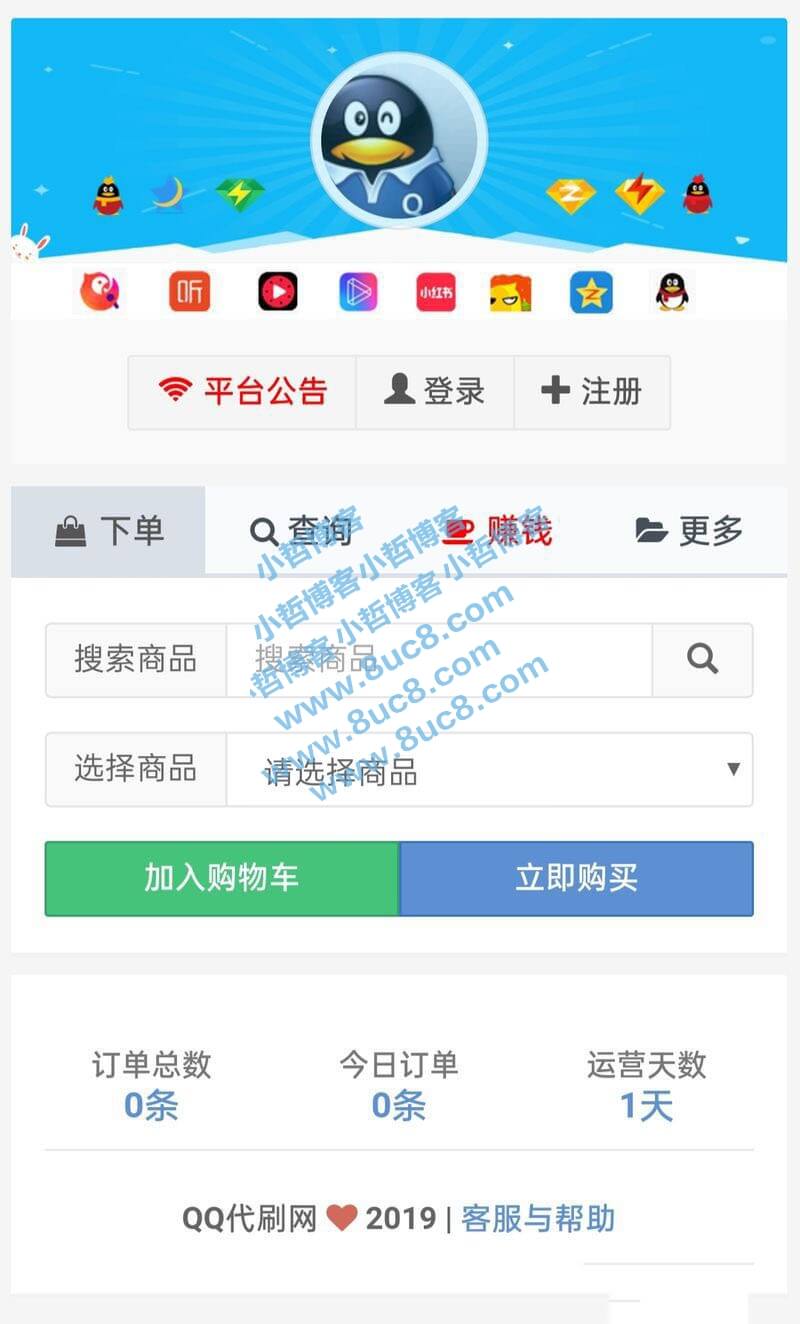 听
小红书
平台公告 登录 注册
下单 查询 赚钱 更多
小哲博客小哲博客小哲博客
小哲博客小哲博客
搜索商品 搜索商品
www.8uc8.com
www.8uc8.com
www.8uc8.com
选择商品 请选择商品
加入购物车 立即购买
订单总数 今日订单 运营天数
0条 0条 1天
QQ代刷网 2019 | 客服与帮助